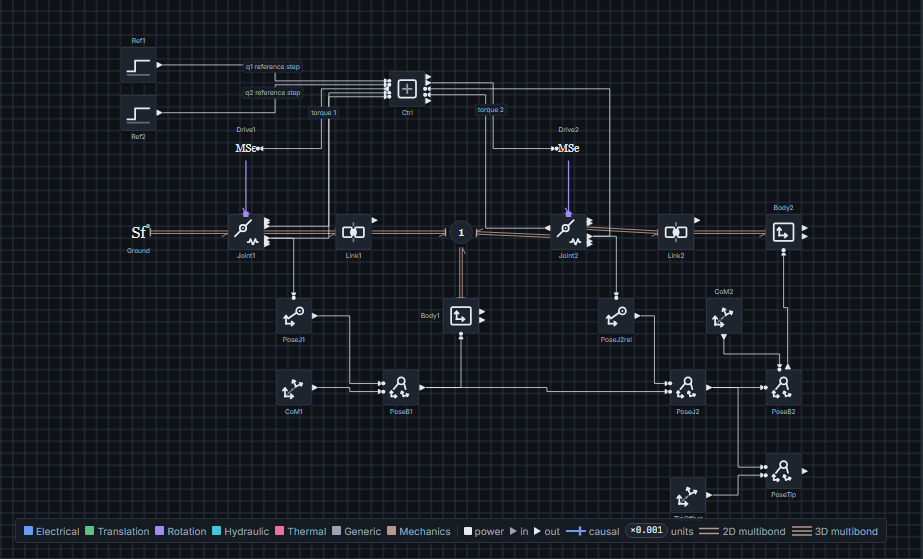 Ref1
q1 reference step
q2 reference step
Ctrl
torque 1
torque 2
Ref2
Drive1
MSe
Drive2
MSe
Body2
Sf
Ground
Joint1
Link1
1
Joint2
Link2
CoM2
Body1
PoseJ1
PoseJ2rel
CoM1
PoseB1
PoseJ2
PoseB2
PoseTip
Electrical Translation Rotation Hydraulic Thermal Generic Mechanics power in out causal ×0.001 units 2D multibond 3D multibond